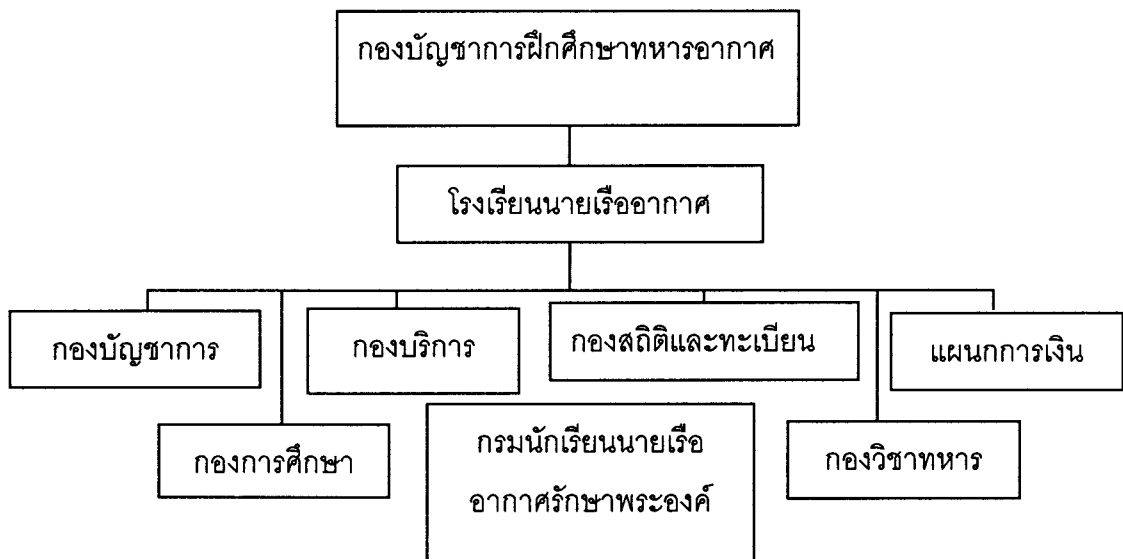 กองบัญชาการฝึกศึกษาทหารอากาศ
โรงเรียนนายเรืออากาศ
กองบัญชาการ
กองบริการ
กองสถิติและทะเบียน
แผนกการเงิน
กองการศึกษา
กรมนักเรียนนายเรือ
อากาศรักษาพระองค์
กองวิชาทหาร